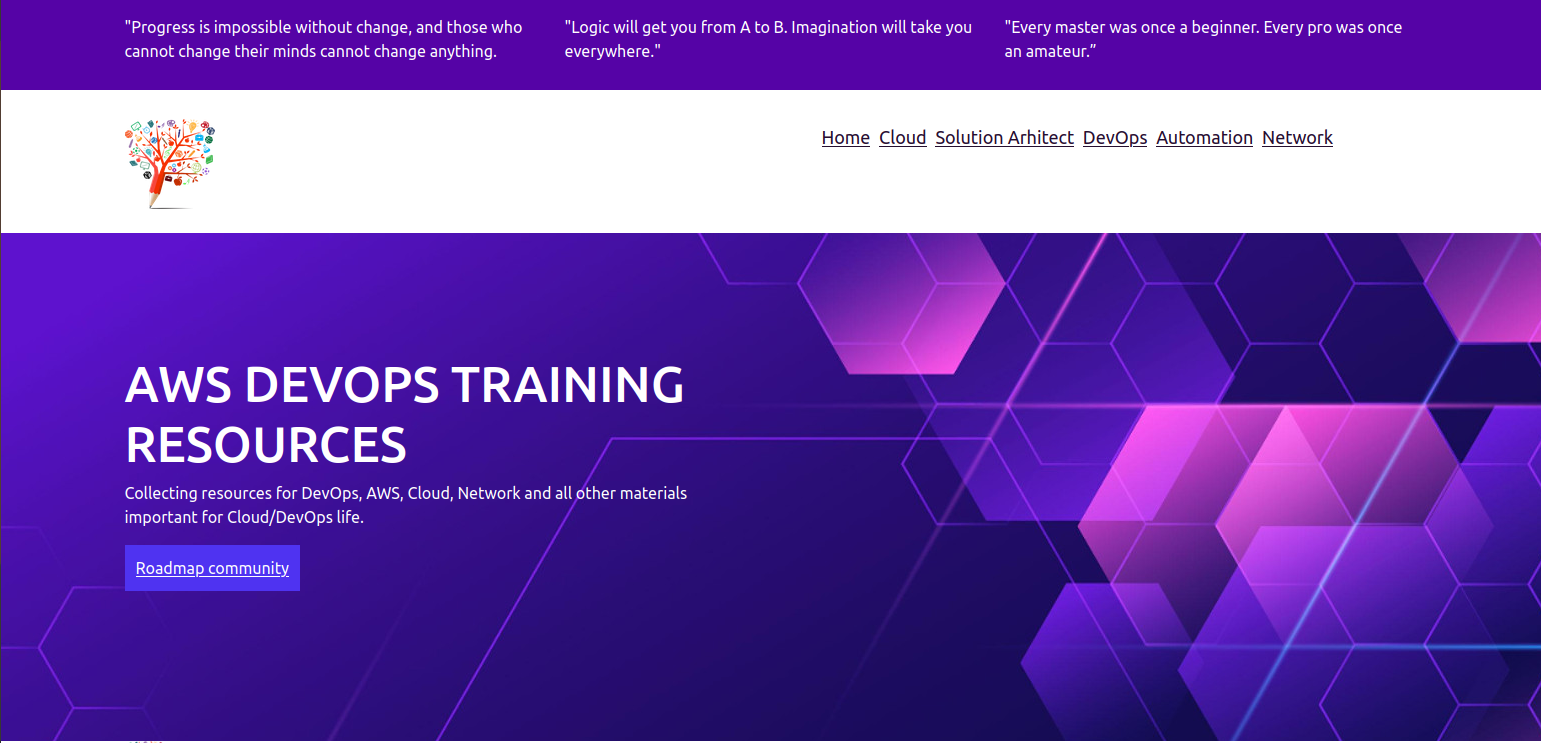 "Progress is impossible without change, and those who
cannot change their minds cannot change anything.
"Logic will get you from A to B. Imagination will take you
everywhere."
"Every master was once a beginner. Every pro was once
an amateur.”
Home Cloud Solution Arhitect DevOps Automation Network
AWS DEVOPS TRAINING
RESOURCES
Collecting resources for DevOps, AWS, Cloud, Network and all other materials
important for Cloud/DevOps life.
Roadmap community